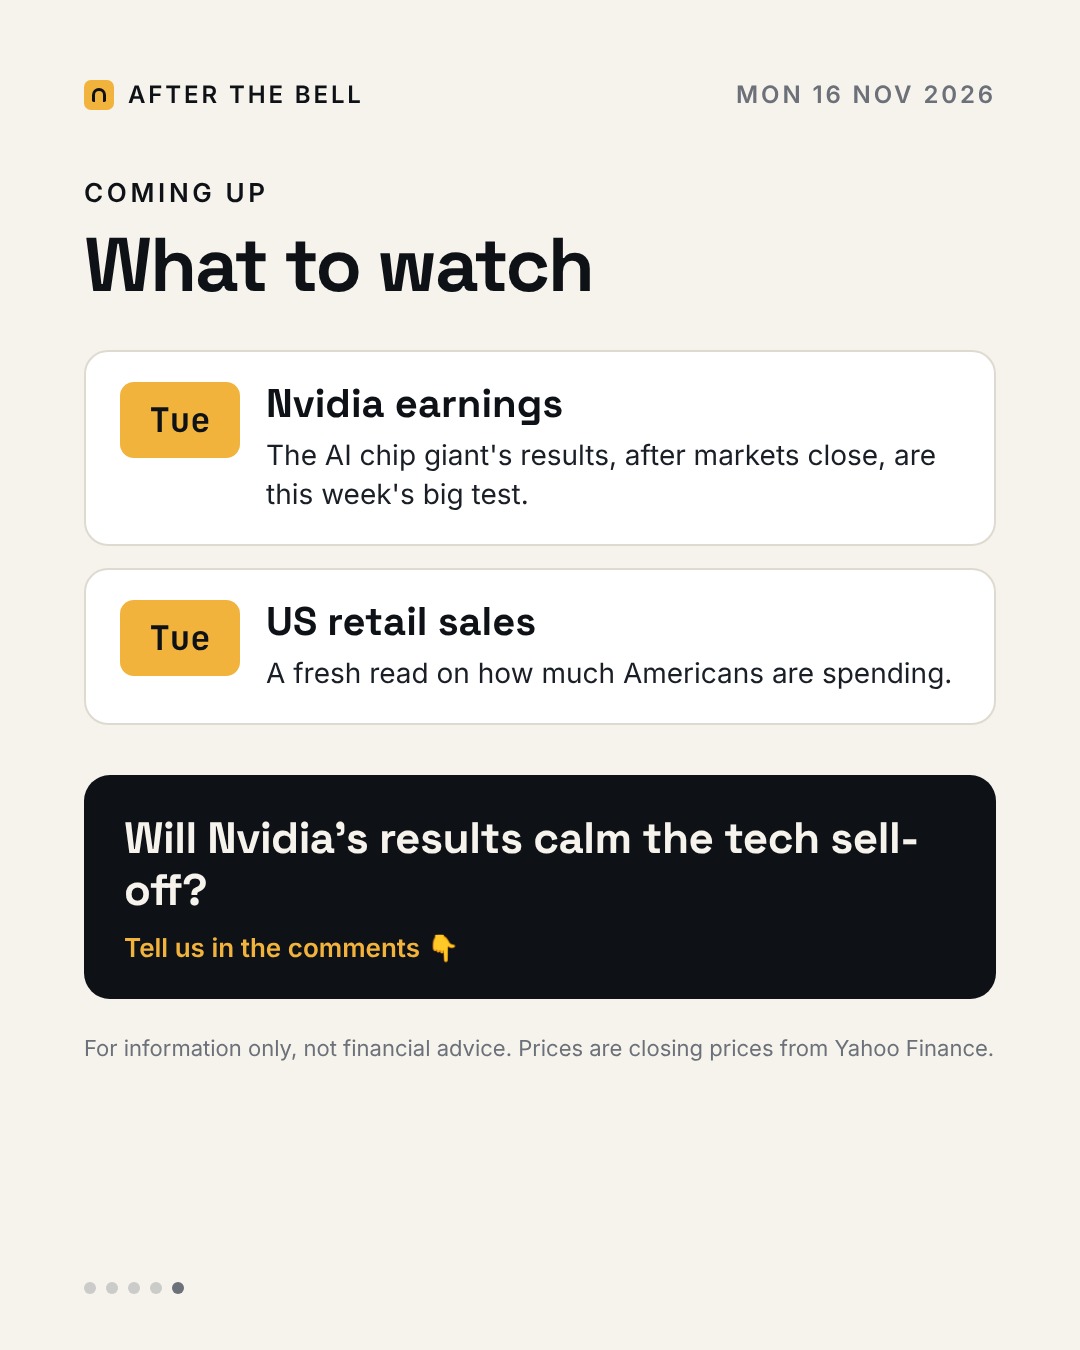 AFTER THE BELL
MON 16 NOV 2026
COMING UP
What to watch
Tue
Nvidia earnings
The AI chip giant's results, after markets close, are
this week's big test.
Tue
US retail sales
A fresh read on how much Americans are spending.
Will Nvidia’s results calm the tech sell-
off?
Tell us in the comments 👇
For information only, not financial advice. Prices are closing prices from Yahoo Finance.